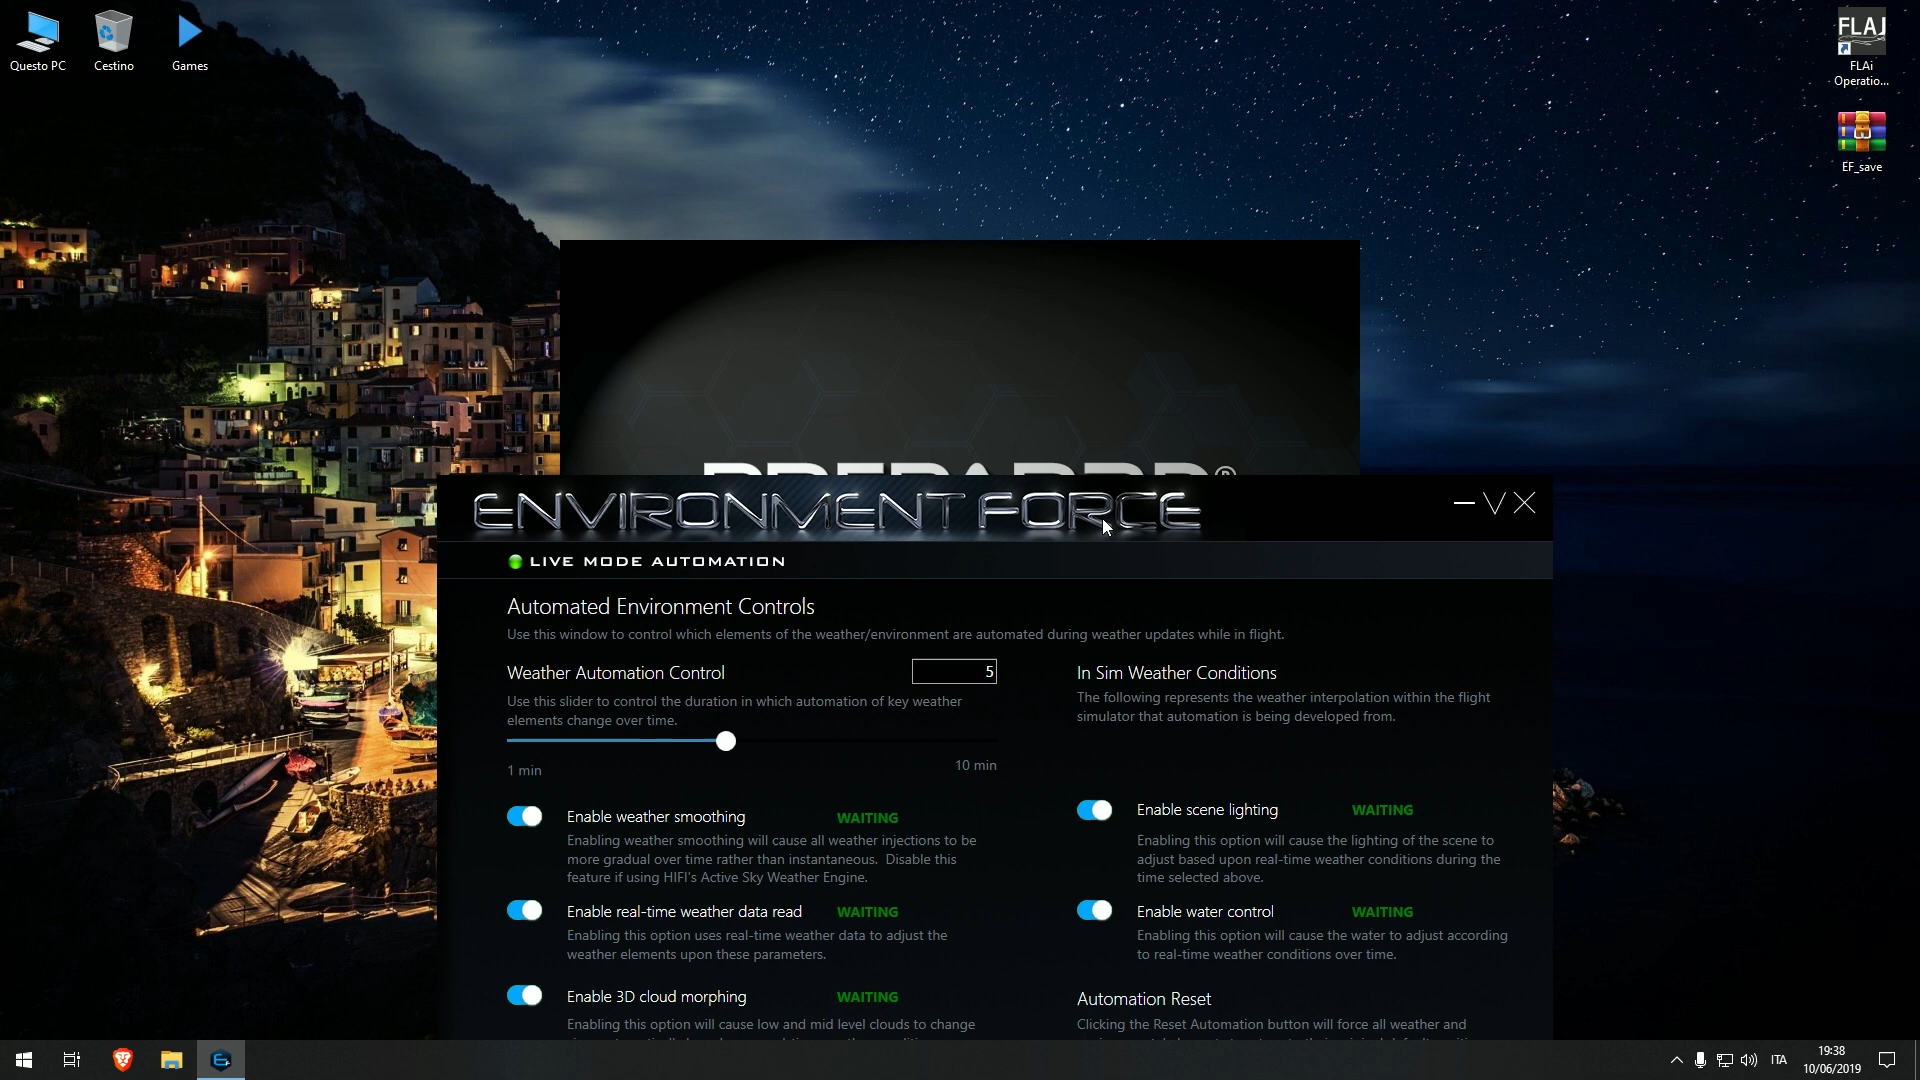 Questo PC
Cestino
Games
FLAi
FLAi
Operatio...
EF_save
PREPAR3D®
ENVIRONMENT FORCE
LIVE MODE AUTOMATION
Automated Environment Controls
Use this window to control which elements of the weather/environment are automated during weather updates while in flight.
Weather Automation Control
5
Use this slider to control the duration in which automation of key weather
elements change over time.
1 min
10 min
In Sim Weather Conditions
The following represents the weather interpolation within the flight
simulator that automation is being developed from.
Enable weather smoothing WAITING
Enabling weather smoothing will cause all weather injections to be
more gradual over time rather than instantaneous. Disable this
feature if using HIFI's Active Sky Weather Engine.
Enable scene lighting WAITING
Enabling this option will cause the lighting of the scene to
adjust based upon real-time weather conditions during the
time selected above.
Enable real-time weather data read WAITING
Enabling this option uses real-time weather data to adjust the
weather elements upon these parameters.
Enable water control WAITING
Enabling this option will cause the water to adjust according
to real-time weather conditions over time.
Enable 3D cloud morphing WAITING
Enabling this option will cause low and mid level clouds to change
Automation Reset
Clicking the Reset Automation button will force all weather and
ITA
19:38
10/06/2019